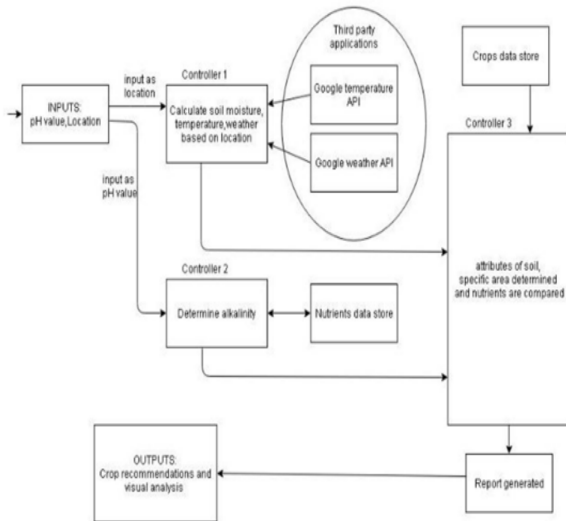 Third party
applications
Crops data store
input as
location
Controller 1
Google temperature
API
INPUTS:
pH value,Location
Calculate soil moisture,
temperature,weather
based on location
Controller 3
Google weather API
input as
pH value
attributes of soil,
specific area determined
and nutrients are compared
Controller 2
Determine alkalinity
Nutrients data store
OUTPUTS:
Crop recommendations and
visual analysis
Report generated